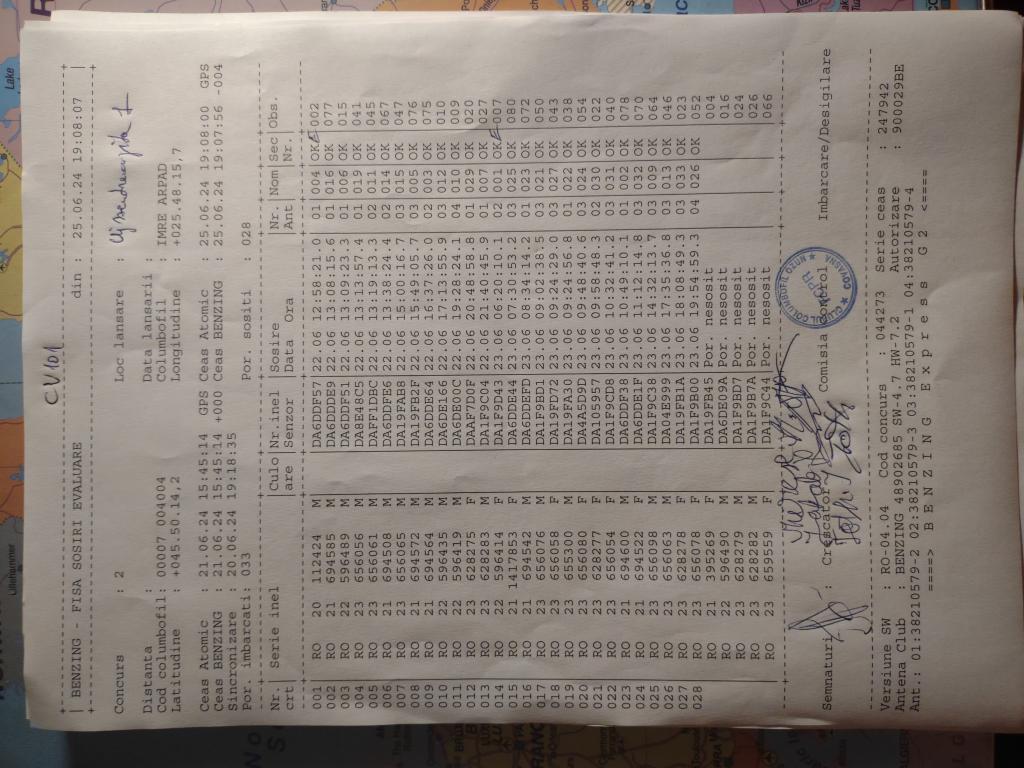 CV 101
BENZING - FISA SOSIRI EVALUARE din : 25.06.24 19:08:07
Concurs : 2 Loc lansare :
Distanta : Data lansarii :
Cod columbofil: 00007 004004 Columbofil : IMRE ARPAD
Latitudine : +045.50.14,2 Longitudine : +025.48.15,7
Ceas Atomic : 21.06.24 15:45:14 GPS Ceas Atomic : 25.06.24 19:08:00 GPS
Ceas BENZING : 21.06.24 15:45:14 +000 Ceas BENZING : 25.06.24 19:07:56 -004
Sincronizare : 20.06.24 19:18:35
Por. imbarcati: 033 Por. sositi : 028
Nr. | Serie inel | Culo | Nr.inel | Sosire | Nr. | Nom | Sec | Obs.
crt | are | Senzor | Data Ora | Ant | Nr.
001 RO 20 112424 M DA6DDF57 22.06 12:58:21.0 01 004 OK 002
002 RO 21 694585 M DA6DDDE9 22.06 13:08:15.6 01 016 OK 077
003 RO 22 596485 M DA6DDF51 22.06 13:10:23.3 01 006 OK 015
004 RO 23 656056 M DA8E48C5 22.06 13:13:57.4 01 019 OK 041
005 RO 23 656061 M DAFF1DBC 22.06 13:17:13.3 02 011 OK 045
006 RO 21 694508 M DA6DDFE6 22.06 13:38:24.4 02 014 OK 067
007 RO 23 656065 M DA19FAB8 22.06 15:00:16.7 03 015 OK 047
008 RO 21 694572 M DA1F9E2F 22.06 15:49:05.7 03 005 OK 076
009 RO 21 694564 M DA6DDE64 22.06 16:37:26.0 02 003 OK 075
010 RO 22 596435 M DA6DE166 22.06 17:13:55.9 03 012 OK 010
011 RO 22 596419 M DA6DE00C 22.06 19:28:24.1 04 010 OK 009
012 RO 23 628275 F DAAF7D0F 22.06 20:48:58.8 01 029 OK 020
013 RO 23 628283 M DA1F9C04 22.06 21:40:45.9 01 007 OK 027
014 RO 22 596414 F DA1F9D43 23.06 06:20:10.1 02 001 OK 007
015 RO 21 1417853 F DA6DDE44 23.06 07:30:53.2 03 025 OK 080
016 RO 21 694542 M DA6DDEFD 23.06 08:34:14.2 01 023 OK 072
017 RO 23 656070 M DA1F9BD1 23.06 09:02:38.5 01 021 OK 050
018 RO 23 656058 F DA19FD72 23.06 09:24:29.0 03 027 OK 043
019 RO 22 655300 M DA19FA30 23.06 09:24:56.8 01 022 OK 038
020 RO 23 656080 F DA4A5D9D 23.06 09:48:40.6 03 024 OK 054
021 RO 23 628277 F DA105957 23.06 09:58:48.3 02 030 OK 022
022 RO 23 656054 F DA1F9CD8 23.06 10:32:41.2 03 031 OK 040
023 RO 21 694600 M DA6DDF38 23.06 10:49:10.1 01 002 OK 078
024 RO 21 694522 F DA6DDE1F 23.06 11:12:14.8 03 032 OK 070
025 RO 23 656098 M DA1F9C38 23.06 14:32:13.7 03 009 OK 064
026 RO 23 656063 M DA04E999 23.06 17:35:36.8 03 013 OK 046
027 RO 23 628278 F DA19FB1A 23.06 18:08:49.3 03 033 OK 023
028 RO 23 656078 F DA1F9B00 23.06 19:54:59.3 04 026 OK 052
RO 21 395269 F DA19FB45 Por. nesosit 004
RO 22 596490 M DA6DE09A Por. nesosit 016
RO 23 628279 M DA1F9BD7 Por. nesosit 024
RO 23 628282 M DA1F9B7A Por. nesosit 026
RO 23 659559 F DA1F9C44 Por. nesosit 066
Semnaturi : Crescator Comisia control Imbarcare/Desigilare
Versiune SW : RO-04.04 Cod concurs : 044273 Serie ceas : 247942
Antena Club : BENZING 48902685 SW-4.7 HW-7.2 Autorizare : 900029BE
Ant.: 01:38210579-2 02:38210579-3 03:38210579-1 04:38210579-4
====> B E N Z I N G E x p r e s s G 2 <====